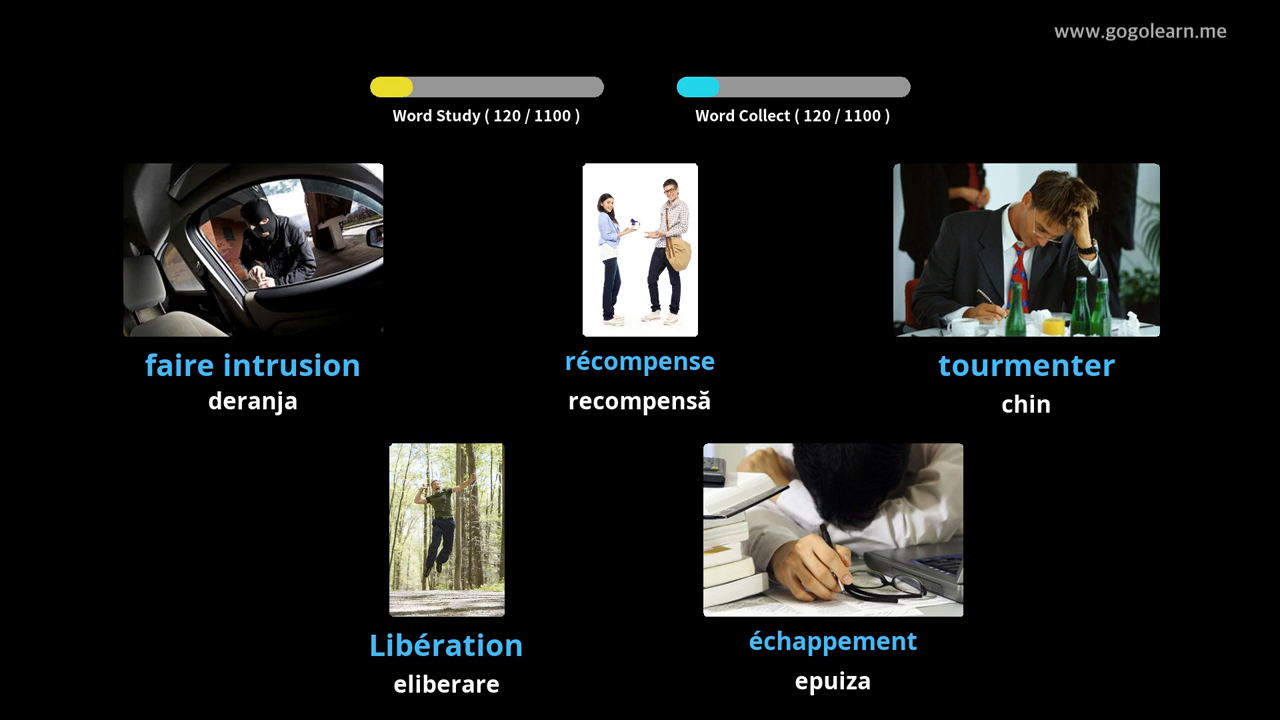 www.gogolearn.me
Word Study ( 120 / 1100 )
Word Collect ( 120 / 1100 )
faire intrusion
deranja
récompense
recompensă
tourmenter
chin
Libération
eliberare
échappement
epuiza